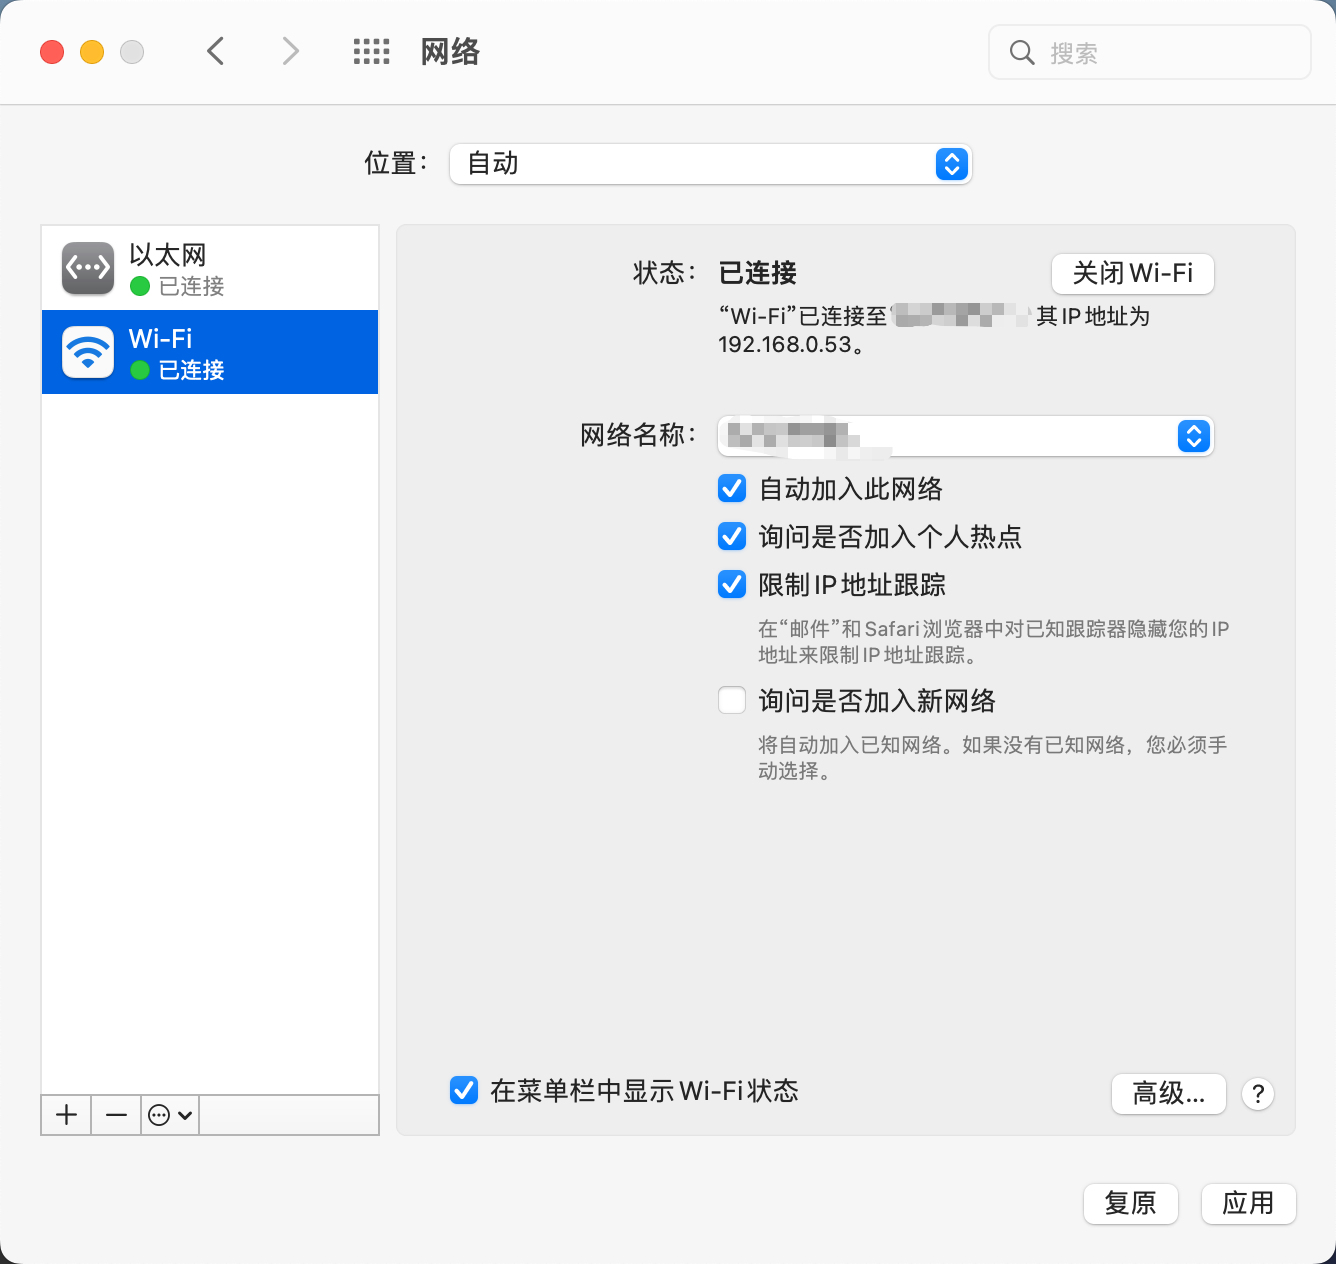 网络
搜索
位置：
自动
以太网
已连接
Wi-Fi
已连接
状态：
已连接
关闭 Wi-Fi
“Wi-Fi”已连接至
其 IP 地址为
192.168.0.53。
网络名称：
自动加入此网络
询问是否加入个人热点
限制 IP 地址跟踪
在“邮件”和 Safari 浏览器中对已知跟踪器隐藏您的 IP
地址来限制 IP 地址跟踪。
询问是否加入新网络
将自动加入已知网络。如果没有已知网络，您必须手
动选择。
在菜单栏中显示 Wi-Fi 状态
高级...
?
复原
应用